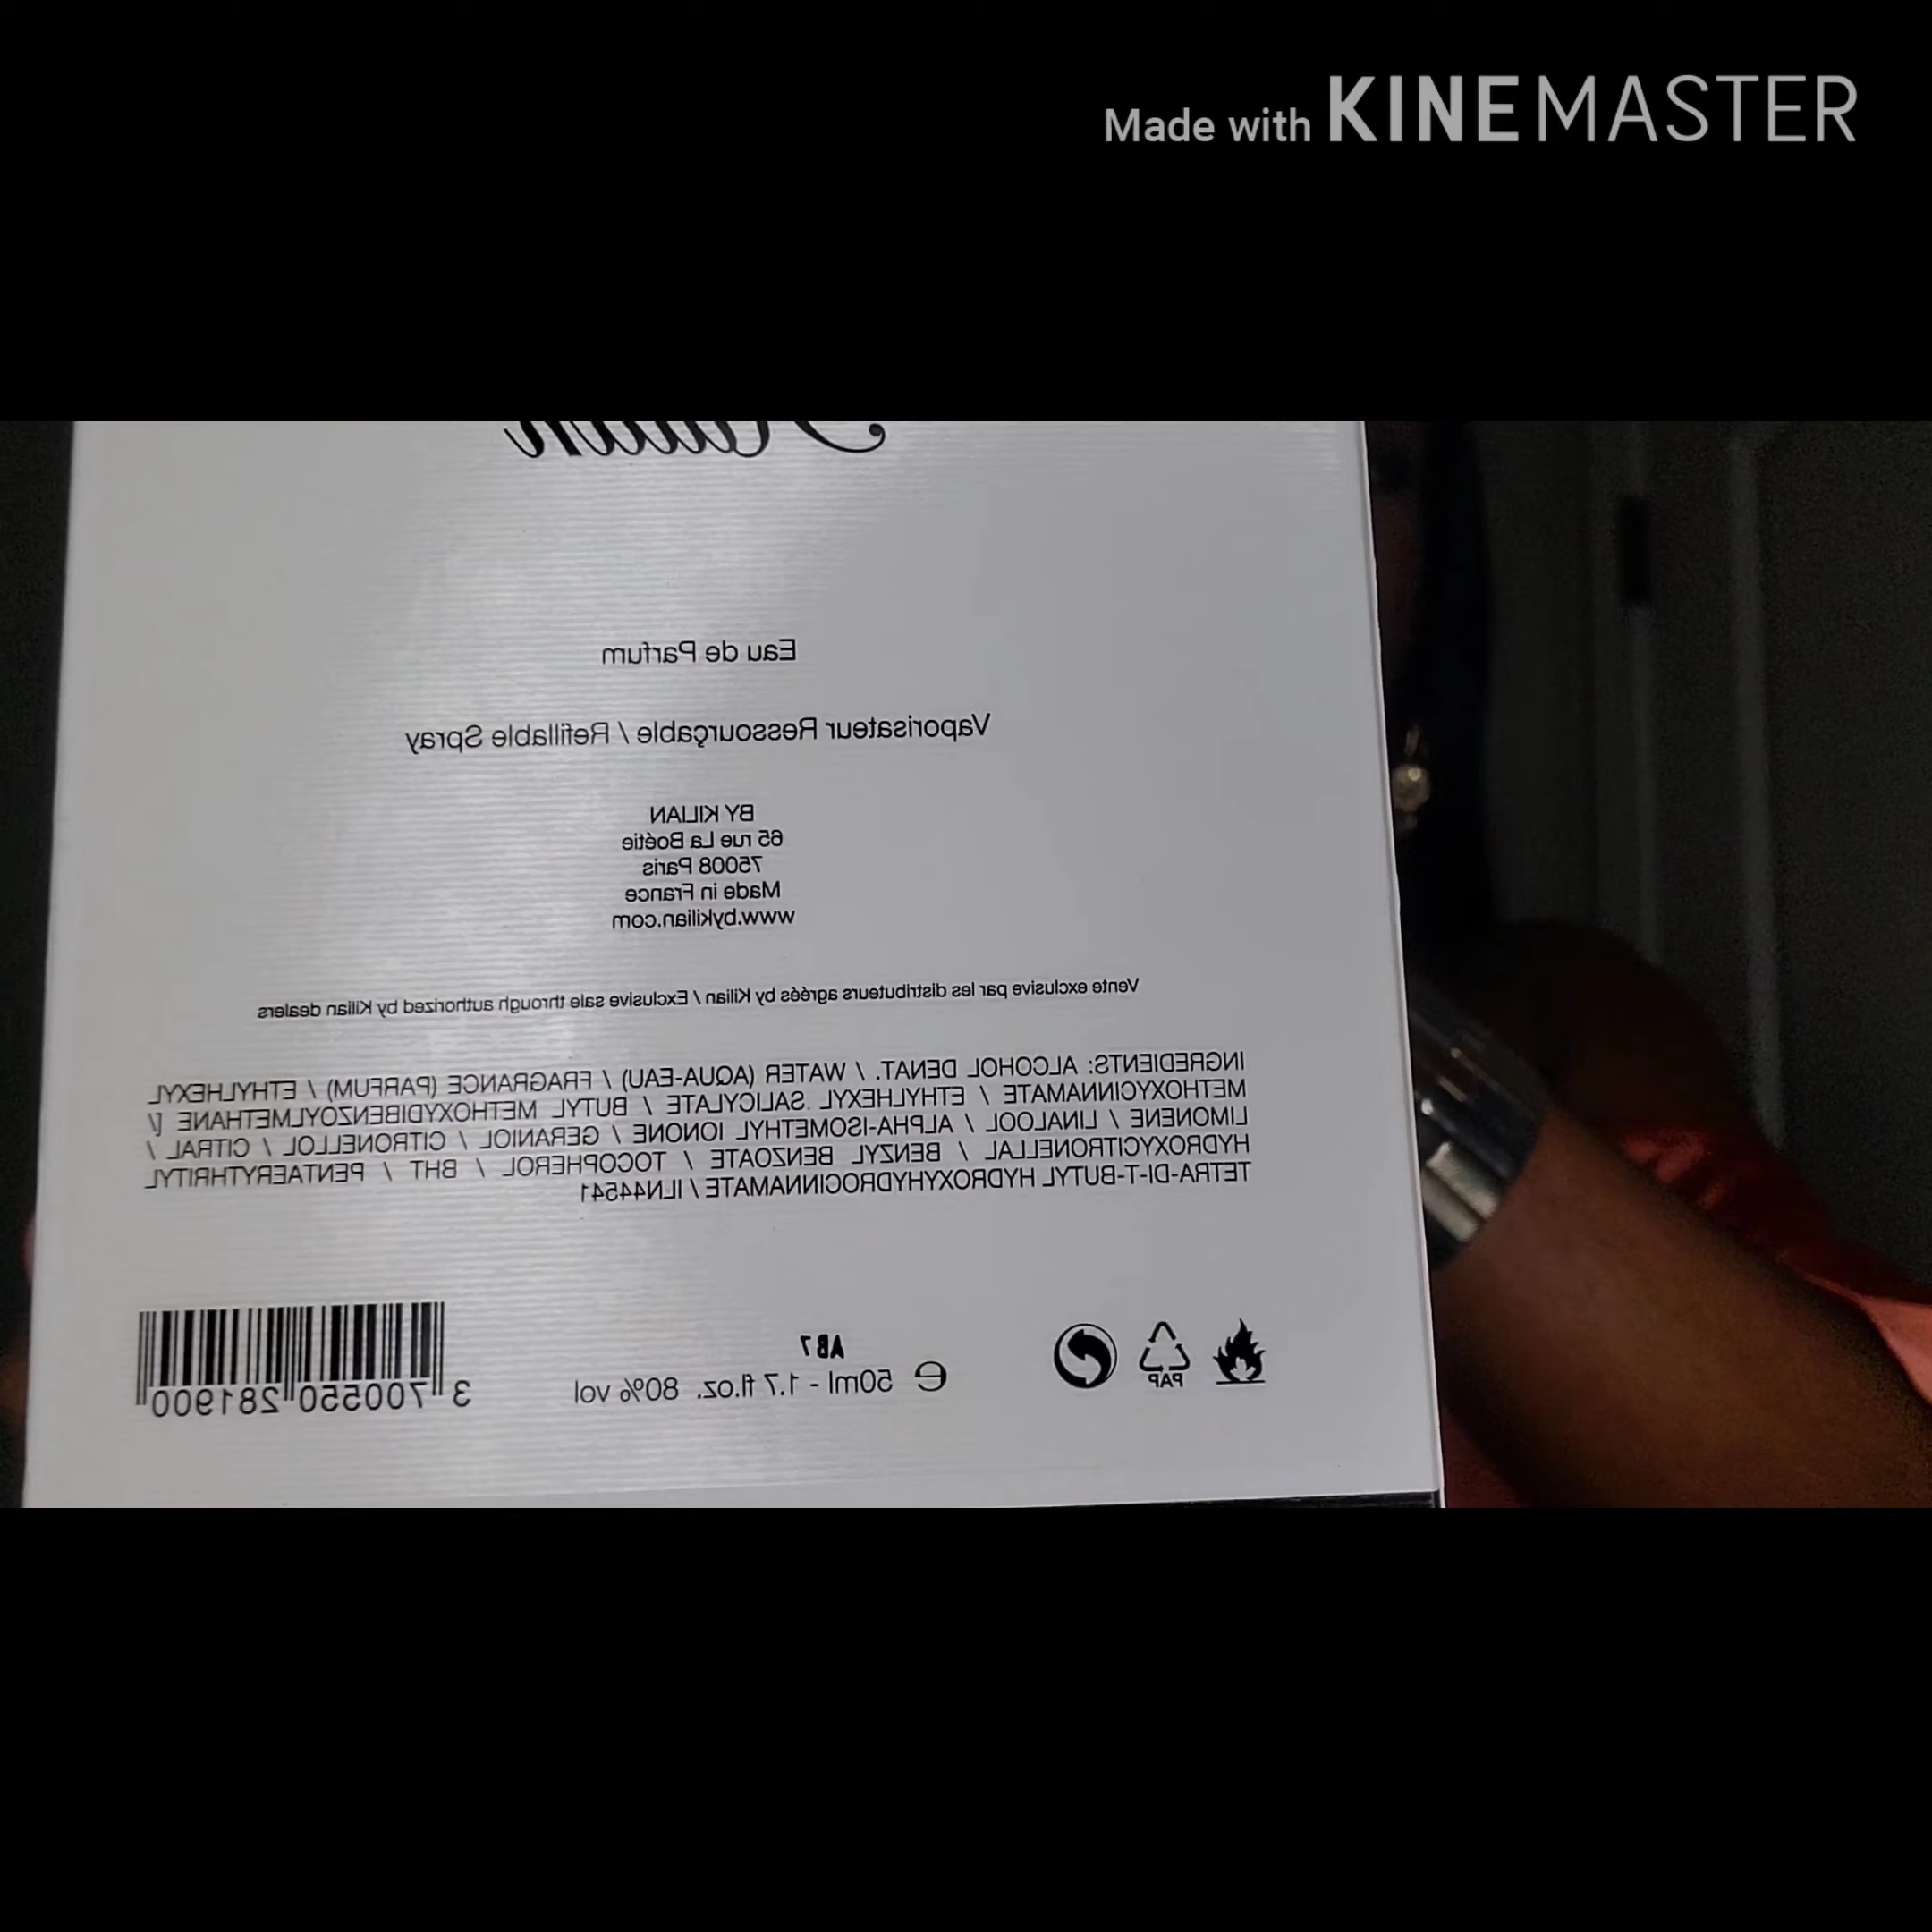 Made with KINEMASTER
Kilian
Eau de Parfum
Vaporisateur Ressourçable / Refillable Spray
BY KILIAN
65 rue La Boétie
75008 Paris
Made in France
www.bykilian.com
Vente exclusive par les distributeurs agréés by Kilian / Exclusive sale through authorized by Kilian dealers
INGREDIENTS: ALCOHOL DENAT. / WATER (AQUA-EAU) / FRAGRANCE (PARFUM) / ETHYLHEXYL
METHOXYCINNAMATE / ETHYLHEXYL SALICYLATE / BUTYL METHOXYDIBENZOYLMETHANE [/
LIMONENE / LINALOOL / ALPHA-ISOMETHYL IONONE / GERANIOL / CITRONELLOL / CITRAL /
HYDROXYCITRONELLAL / BENZYL BENZOATE / TOCOPHEROL / BHT / PENTAERYTHRITYL
TETRA-DI-T-BUTYL HYDROXYHYDROCINNAMATE / ILN44541
PAP
AB7
e 50ml - 1.7 fl.oz. 80% vol
3 700550 281900